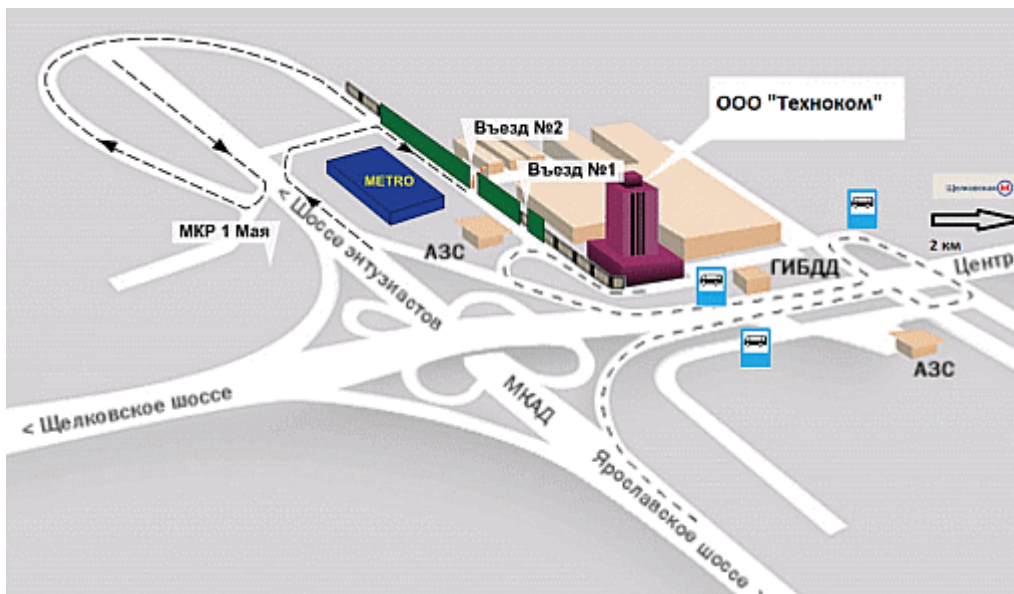 ООО "Техноком"
Въезд №2
Въезд №1
METRO
Щелковская М
2 км
МКР 1 Мая
< Шоссе энтузиастов
АЗС
ГИБДД
Центр
АЗС
МКАД
< Щелковское шоссе
Ярославское шоссе >